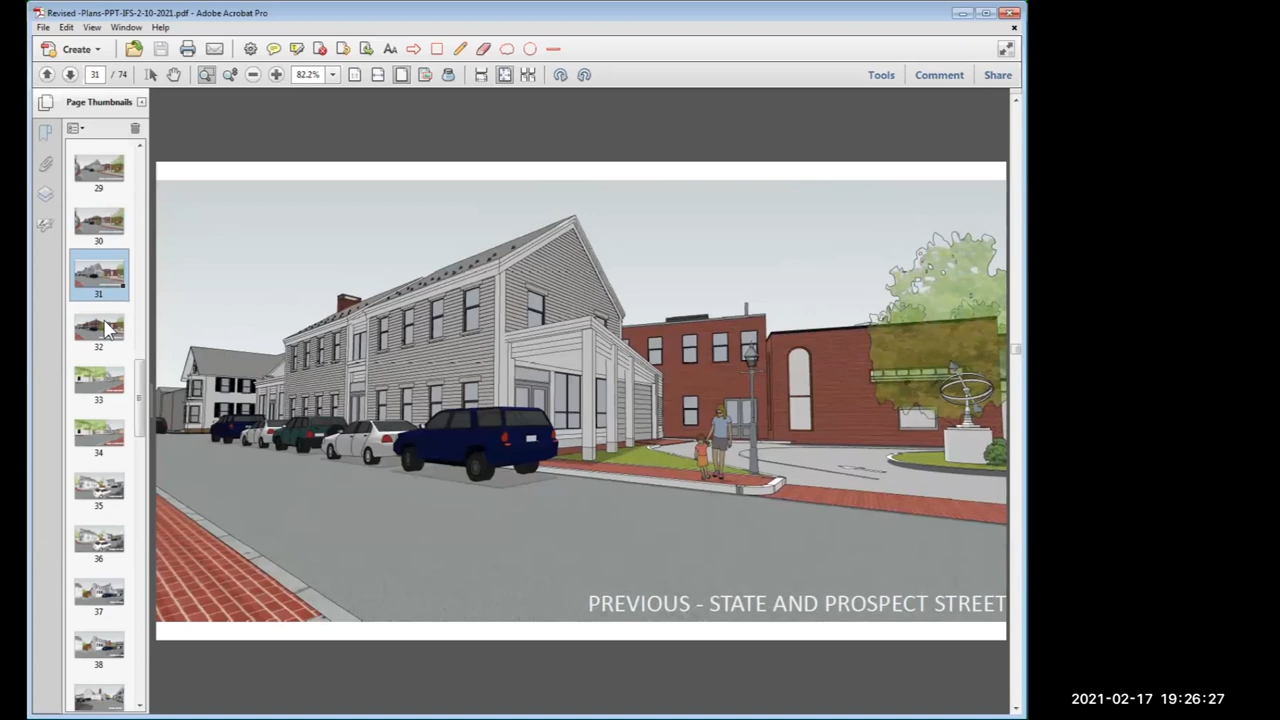 Revised -Plans-PPT-IFS-2-10-2021.pdf - Adobe Acrobat Pro
File Edit View Window Help
Create
31 / 74 82.2% Tools Comment Share
Page Thumbnails
29
30
31
32
33
34
35
36
37
38
PREVIOUS - STATE AND PROSPECT STREET
2021-02-17 19:26:27